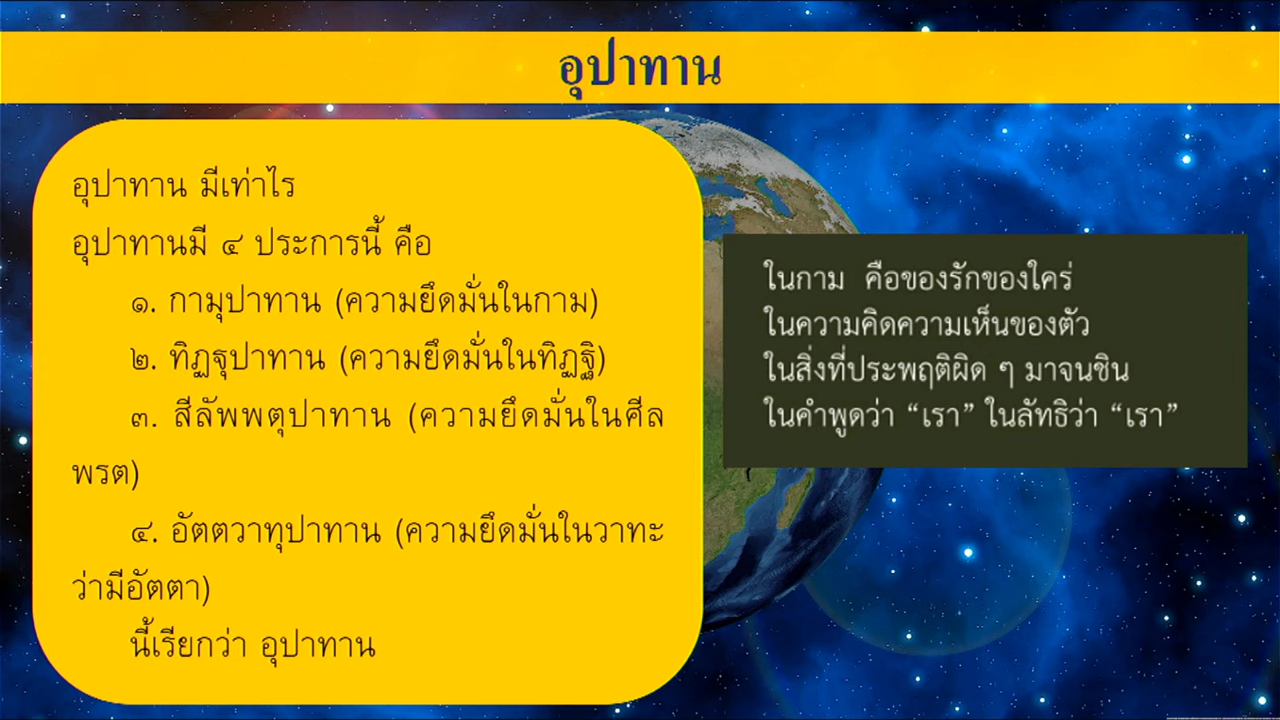 อุปาทาน
อุปาทาน มีเท่าไร
อุปาทานมี ๔ ประการนี้ คือ
๑. กามุปาทาน (ความยึดมั่นในกาม)
๒. ทิฏฐุปาทาน (ความยึดมั่นในทิฏฐิ)
๓. สีลัพพตุปาทาน (ความยึดมั่นในศีล
พรต)
๔. อัตตวาทุปาทาน (ความยึดมั่นในวาทะ
ว่ามีอัตตา)
นี้เรียกว่า อุปาทาน
ในกาม คือของรักของใคร่
ในความคิดความเห็นของตัว
ในสิ่งที่ประพฤติผิด ๆ มาจนชิน
ในคำพูดว่า “เรา” ในลัทธิว่า “เรา”